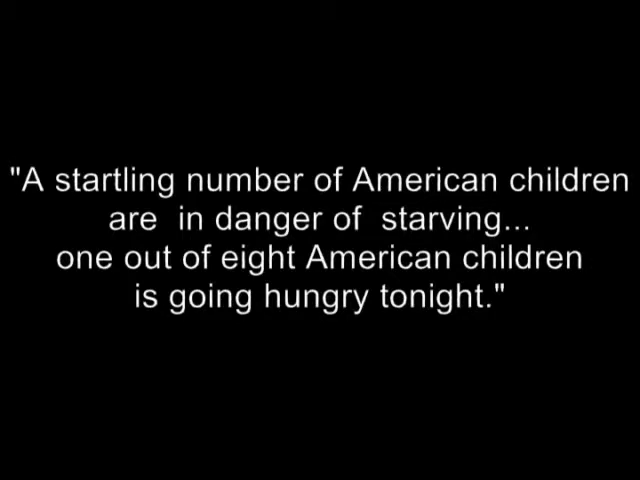 "A startling number of American children
are in danger of starving...
one out of eight American children
is going hungry tonight."